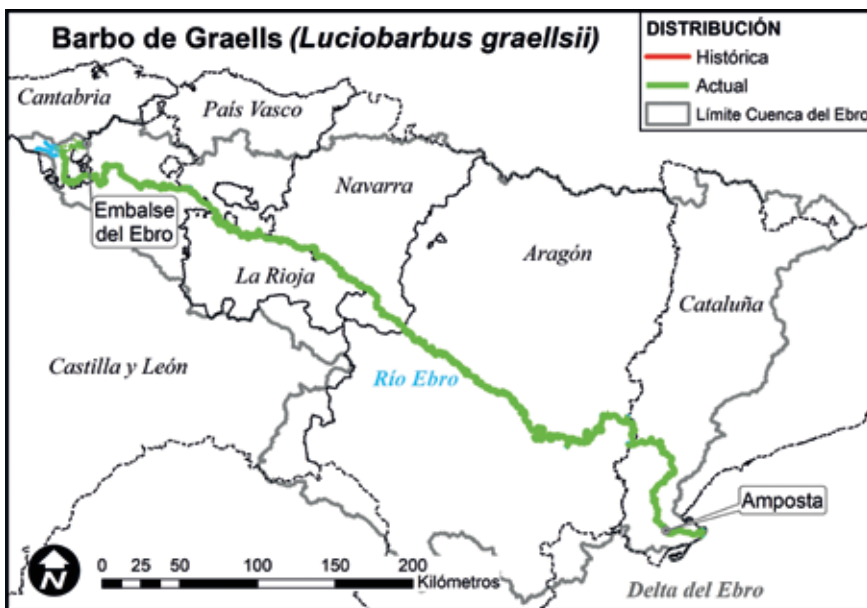 Barbo de Graells (Luciobarbus graellsii)
DISTRIBUCIÓN
Histórica
Actual
Límite Cuenca del Ebro
Cantabria
País Vasco
Navarra
Embalse
del Ebro
La Rioja
Aragón
Cataluña
Castilla y León
Río Ebro
Amposta
N
0 25 50 100 150 200
Kilómetros
Delta del Ebro